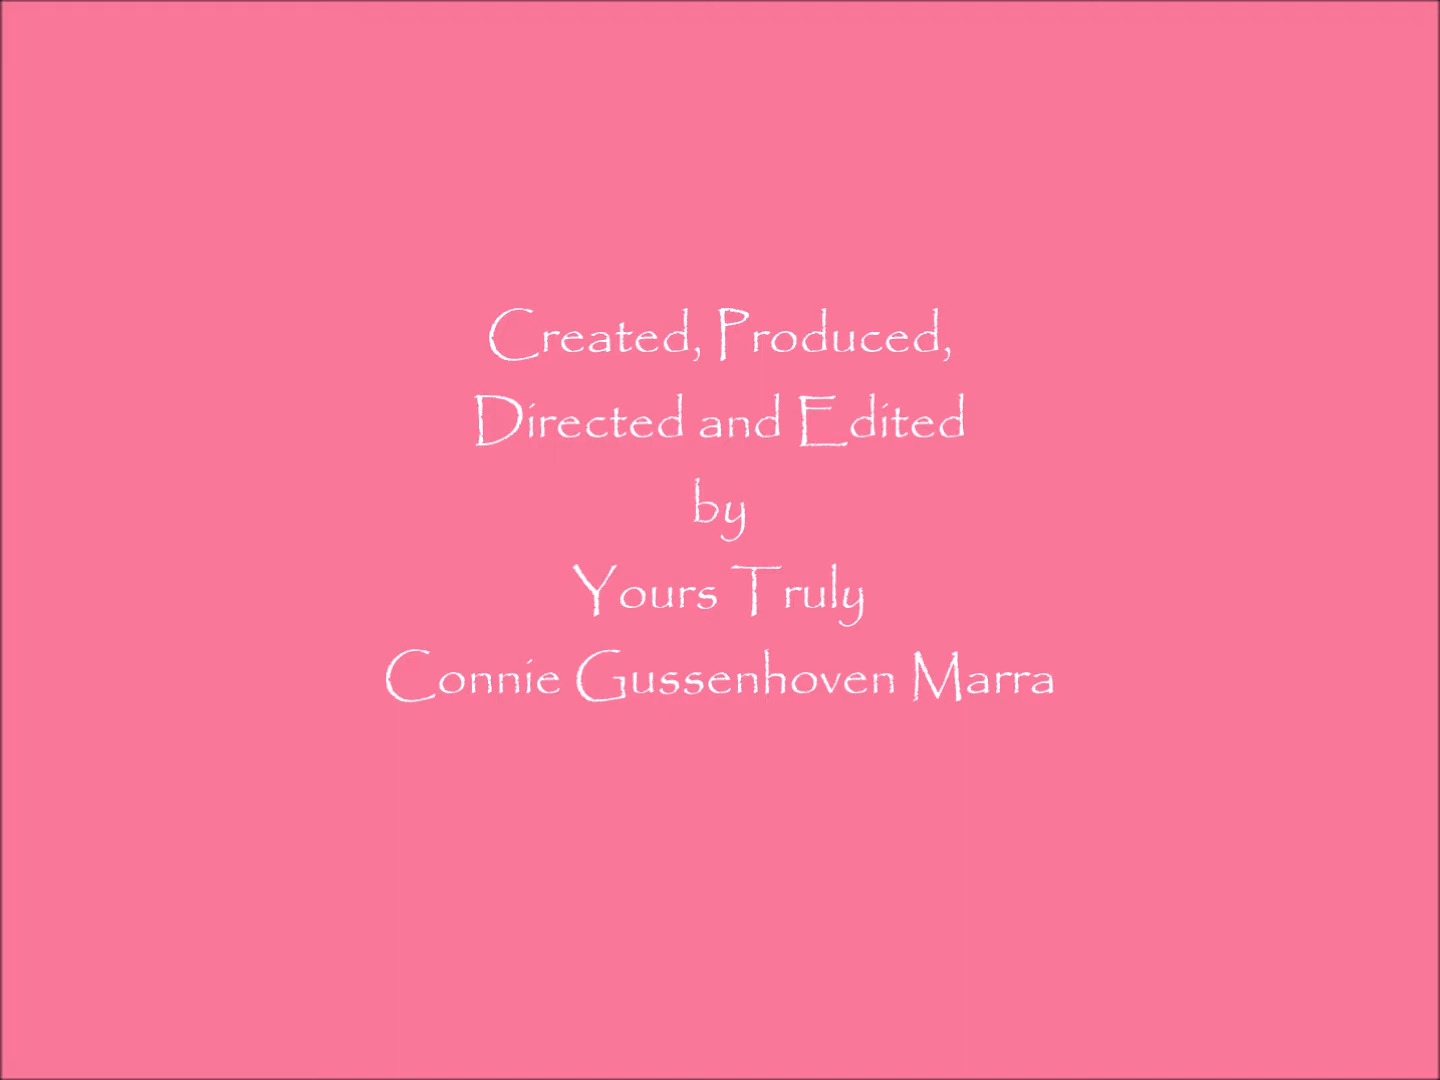 Created, Produced,
Directed and Edited
by
Yours Truly
Connie Gussenhoven Marra